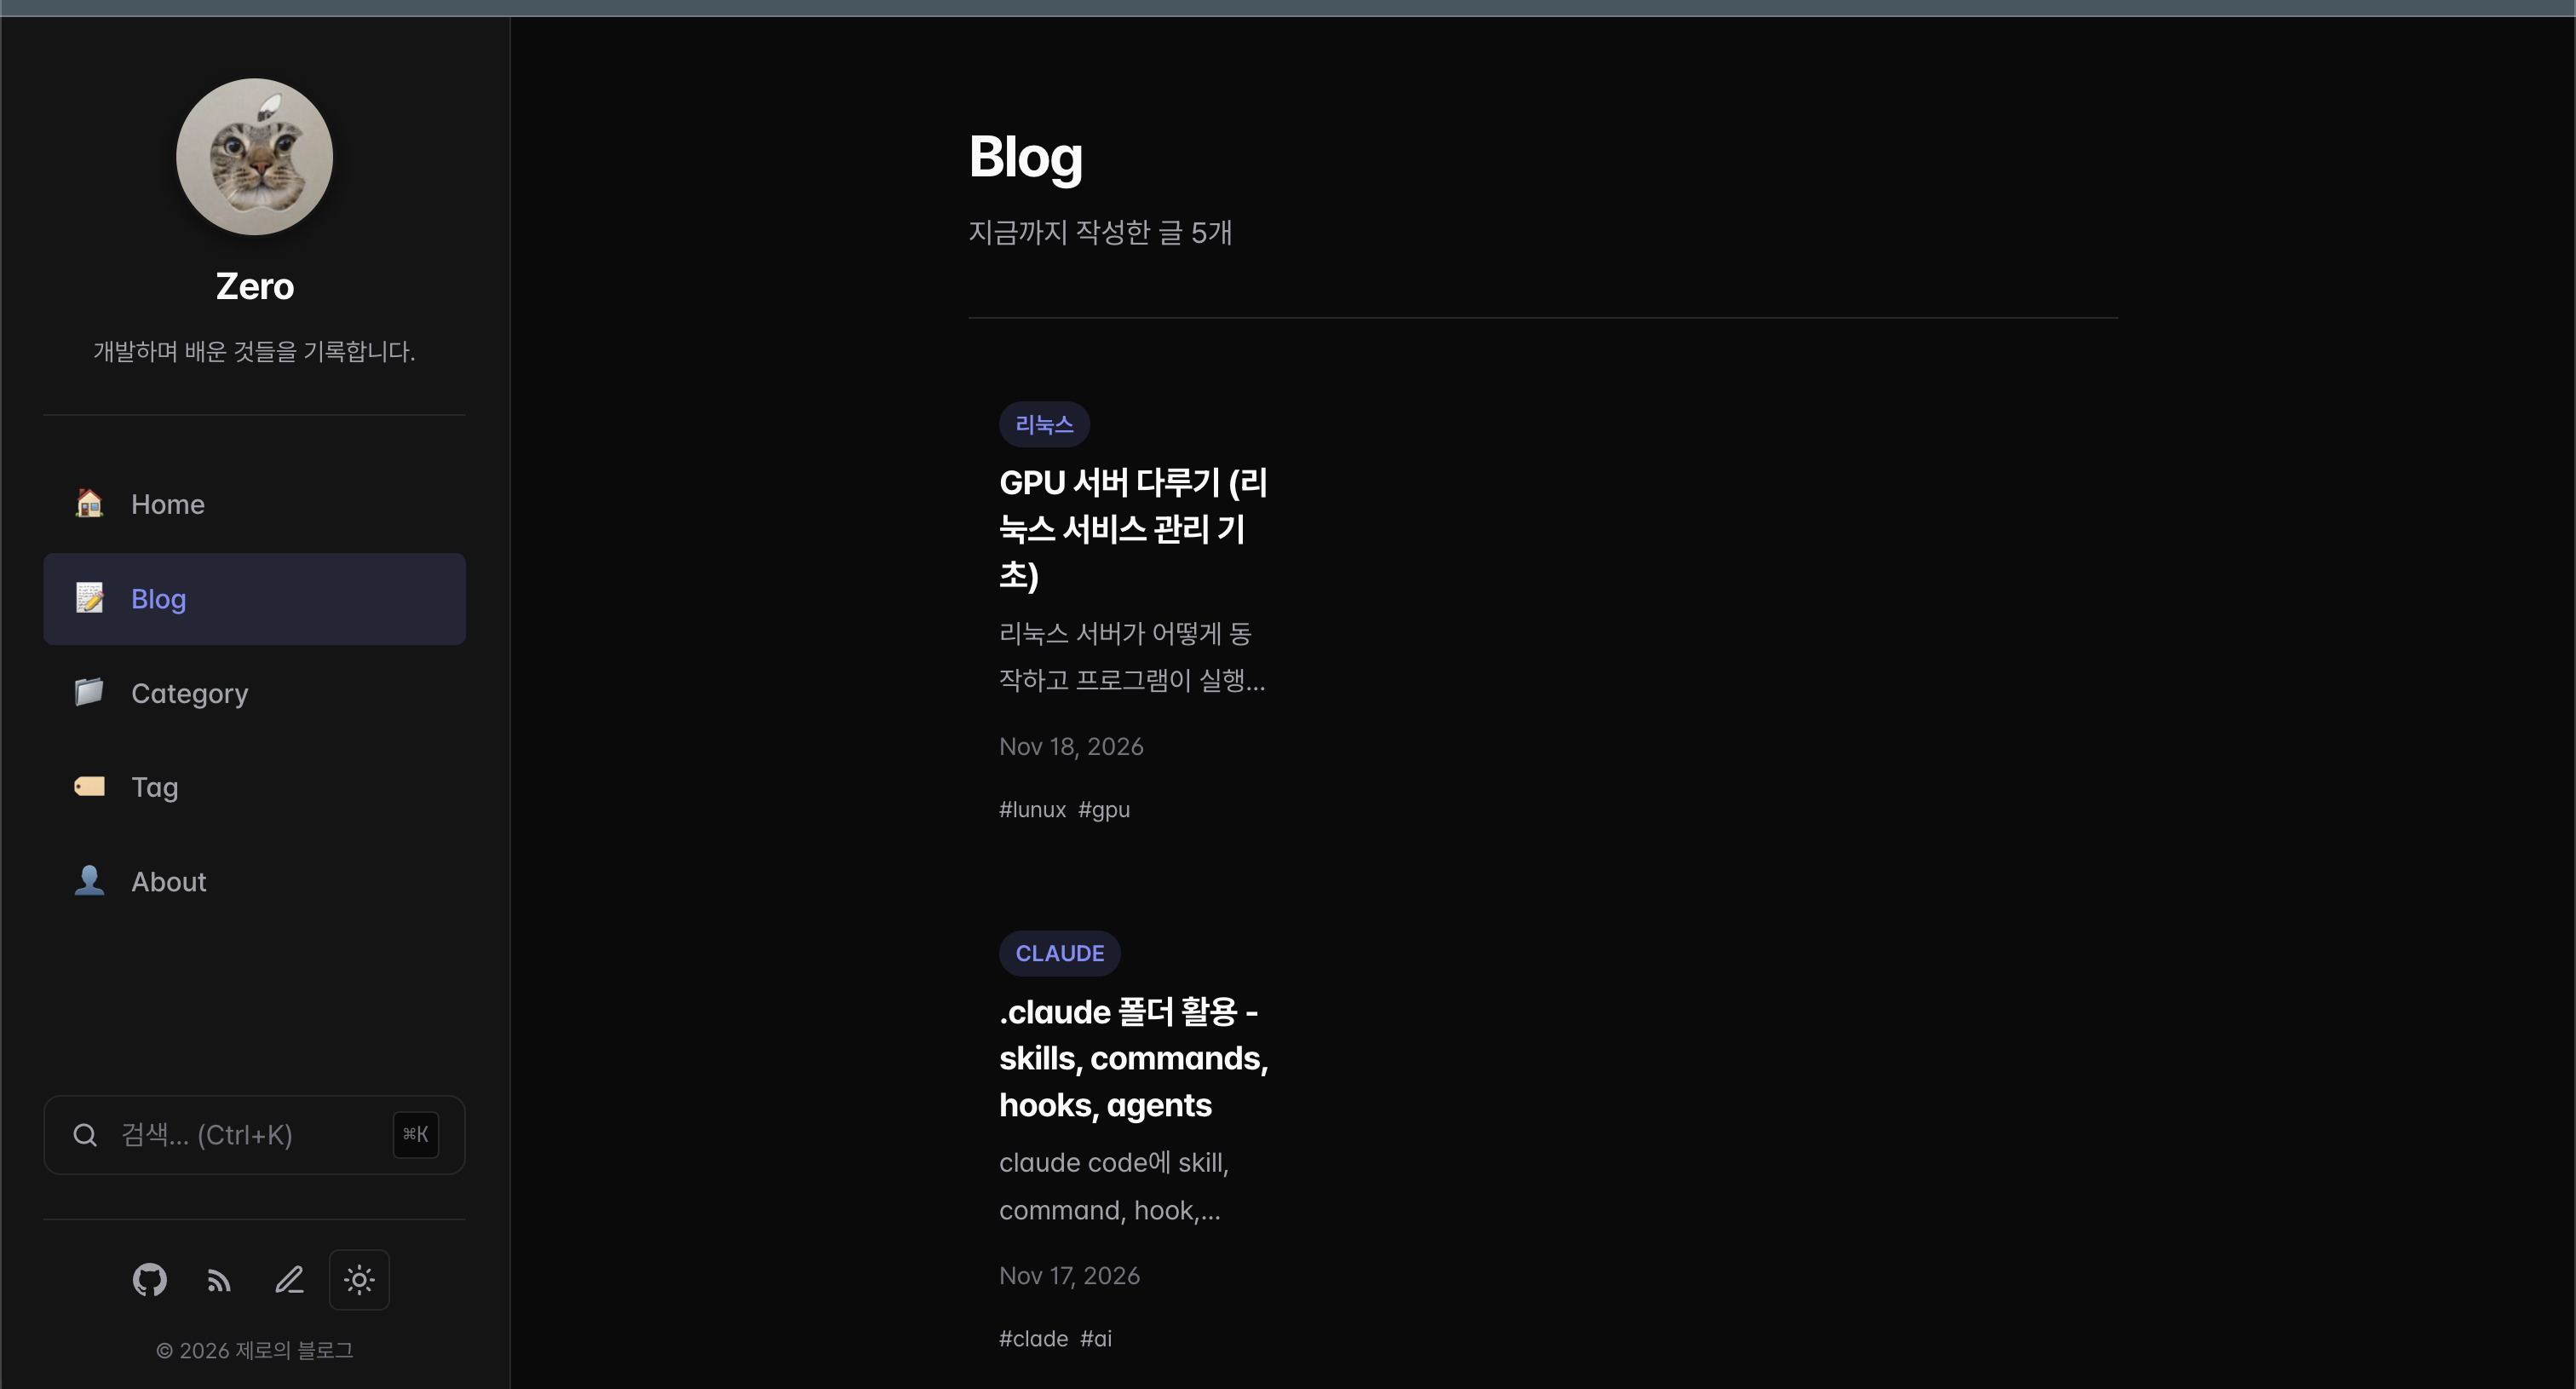 Zero
개발하며 배운 것들을 기록합니다.
Home
Blog
Category
Tag
About
검색... (Ctrl+K)
⌘K
© 2026 제로의 블로그
Blog
지금까지 작성한 글 5개
리눅스
GPU 서버 다루기 (리
눅스 서비스 관리 기
초)
리눅스 서버가 어떻게 동
작하고 프로그램이 실행...
Nov 18, 2026
#lunux #gpu
CLAUDE
.claude 폴더 활용 -
skills, commands,
hooks, agents
claude code에 skill,
command, hook,...
Nov 17, 2026
#clade #ai